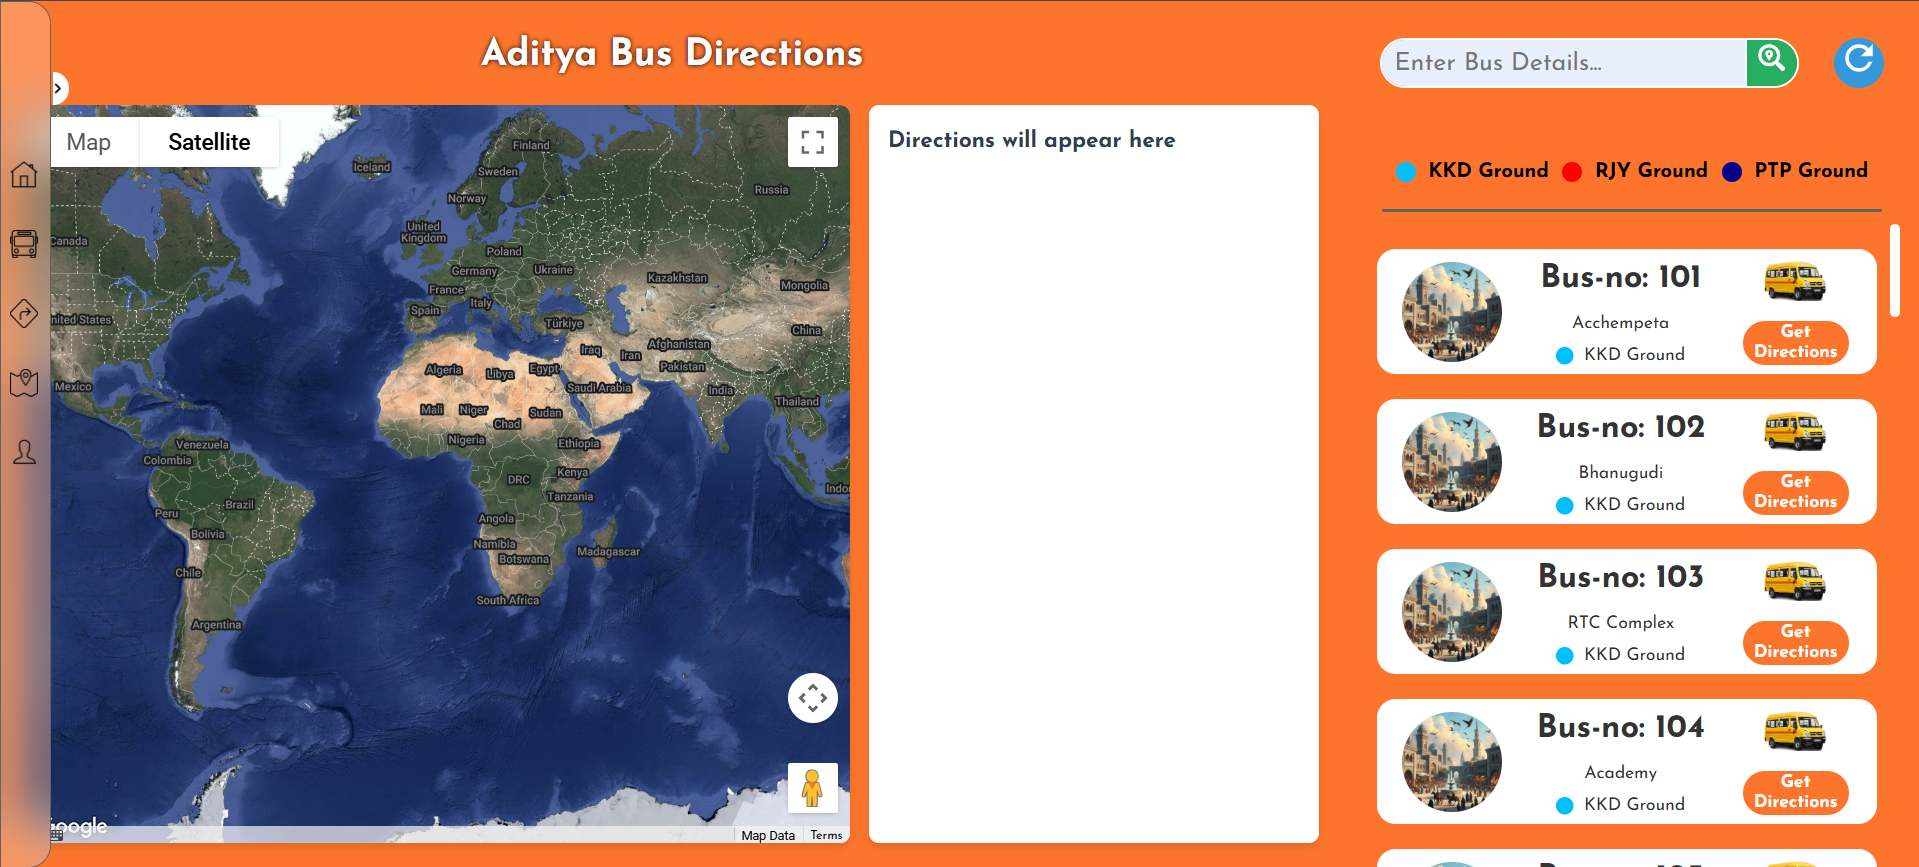 Aditya Bus Directions
Enter Bus Details...
Map
Satellite
Directions will appear here
KKD Ground
RJY Ground
PTP Ground
Finland
Iceland
Sweden
Russia
Norway
United
Kingdom
Canada
Poland
Germany
Ukraine
Kazakhstan
Mongolia
France
Italy
Spain
nited States
Türkiye
China
Afghanistan
Iraq
Iran
Pakistan
Algeria
Libya
Egypt
Saudi Arabia
India
Mexico
Thailand
Mali
Niger
Sudan
Chad
Nigeria
Ethiopia
Venezuela
Colombia
Kenya
DRC
Indo
Tanzania
Brazil
Peru
Angola
Bolivia
Namibia
Madagascar
Botswana
Chile
South Africa
Argentina
oogle
Map Data
Terms
Bus-no: 101
Acchempeta
KKD Ground
Get
Directions
Bus-no: 102
Bhanugudi
KKD Ground
Get
Directions
Bus-no: 103
RTC Complex
KKD Ground
Get
Directions
Bus-no: 104
Academy
KKD Ground
Get
Directions